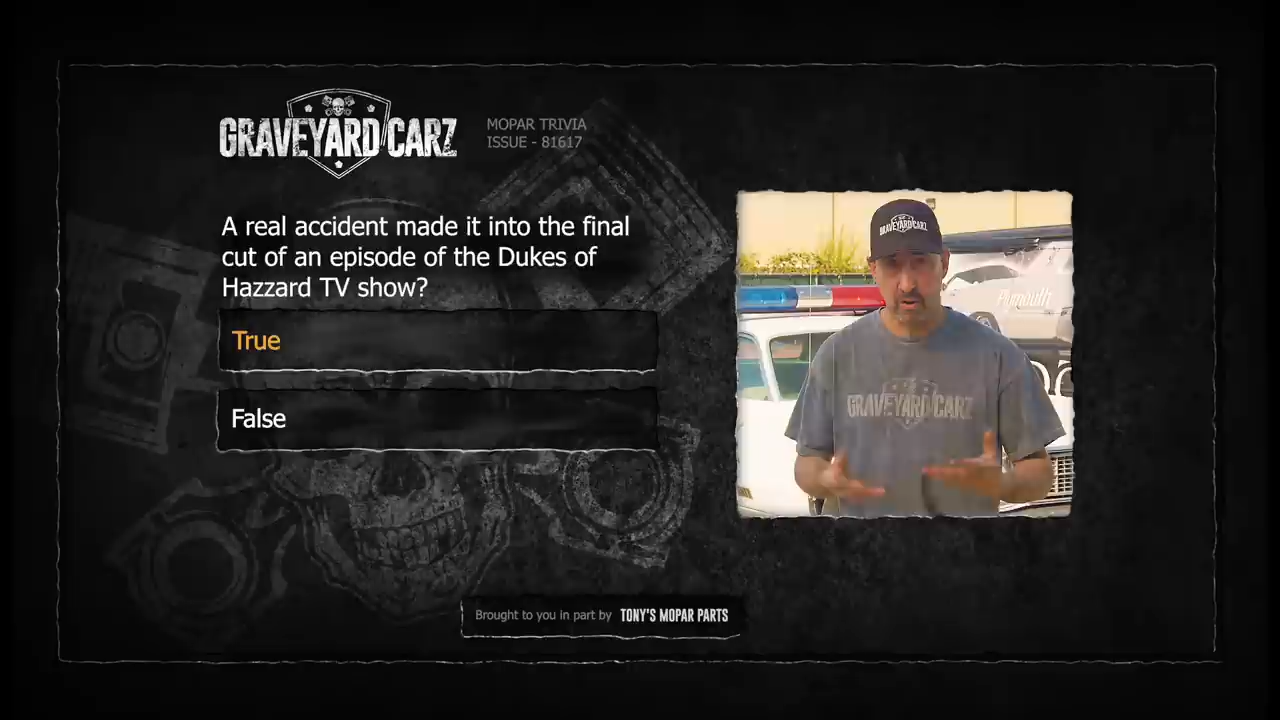 GRAVEYARD CARZ
MOPAR TRIVIA
ISSUE - 81617
A real accident made it into the final
cut of an episode of the Dukes of
Hazzard TV show?
True
False
GRAVEYARD CARZ
Plymouth
GRAVEYARD CARZ
Brought to you in part by TONY'S MOPAR PARTS